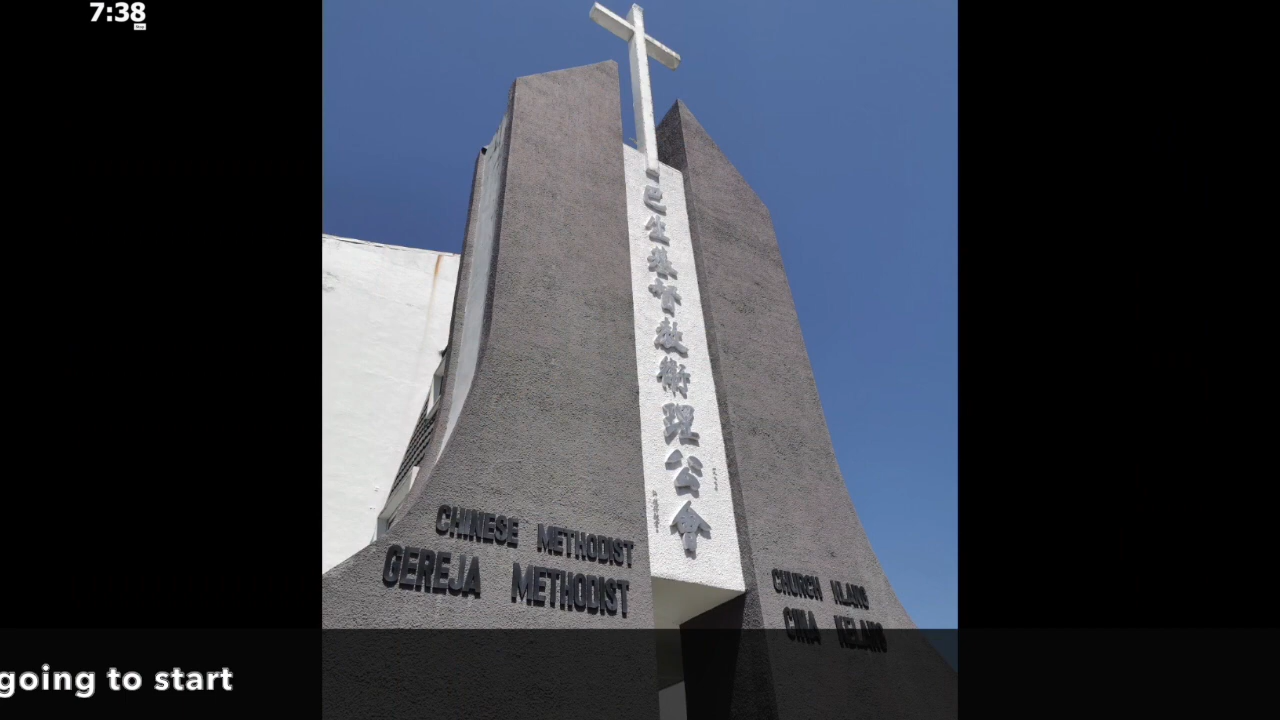 7:38
巴生基督教衛理公會
CHINESE METHODIST CHURCH KLANG
GEREJA METHODIST CINA KELANG
going to start